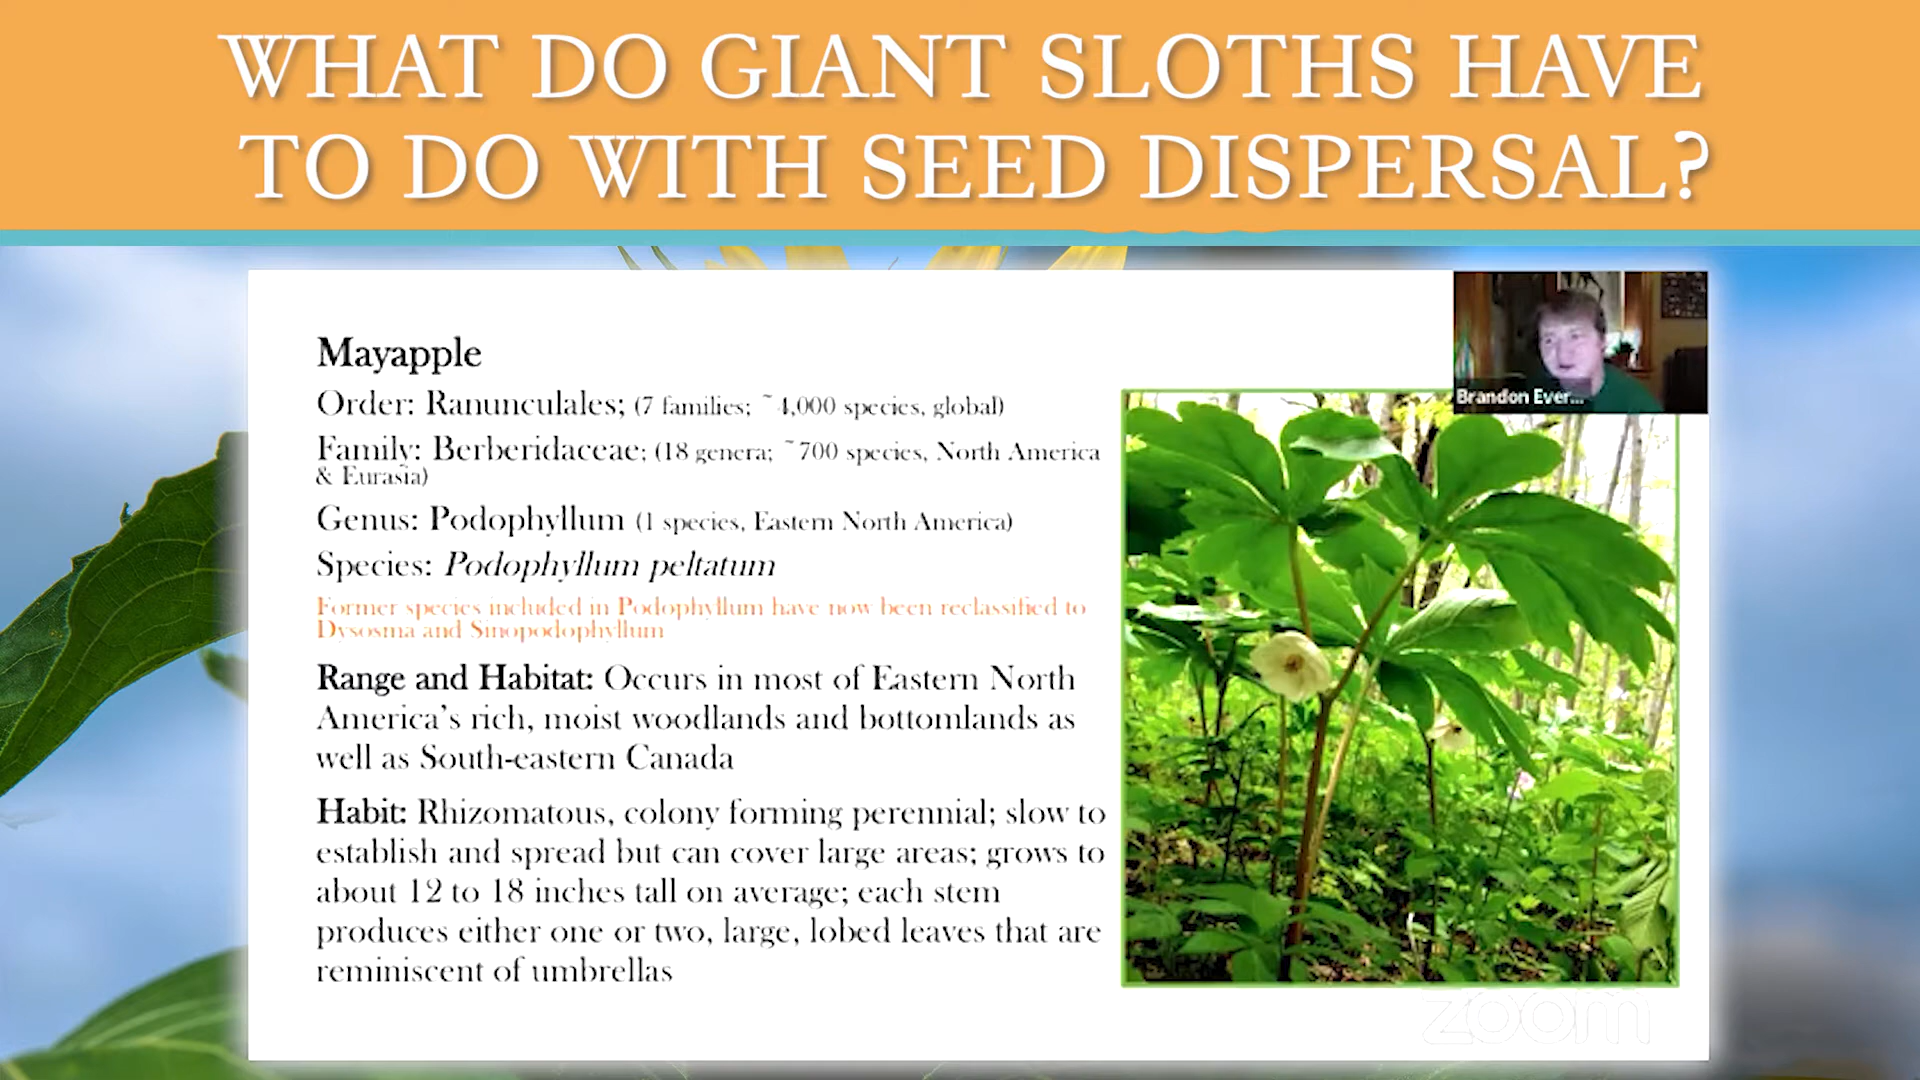 WHAT DO GIANT SLOTHS HAVE
TO DO WITH SEED DISPERSAL?
Brandon Ever...
Mayapple
Order: Ranunculales; (7 families; ~4,000 species, global)
Family: Berberidaceae; (18 genera; ~700 species, North America
& Eurasia)
Genus: Podophyllum (1 species, Eastern North America)
Species: Podophyllum peltatum
Former species included in Podophyllum have now been reclassified to
Dysosma and Sinopodophyllum
Range and Habitat: Occurs in most of Eastern North
America's rich, moist woodlands and bottomlands as
well as South-eastern Canada
Habit: Rhizomatous, colony forming perennial; slow to
establish and spread but can cover large areas; grows to
about 12 to 18 inches tall on average; each stem
produces either one or two, large, lobed leaves that are
reminiscent of umbrellas
zoom